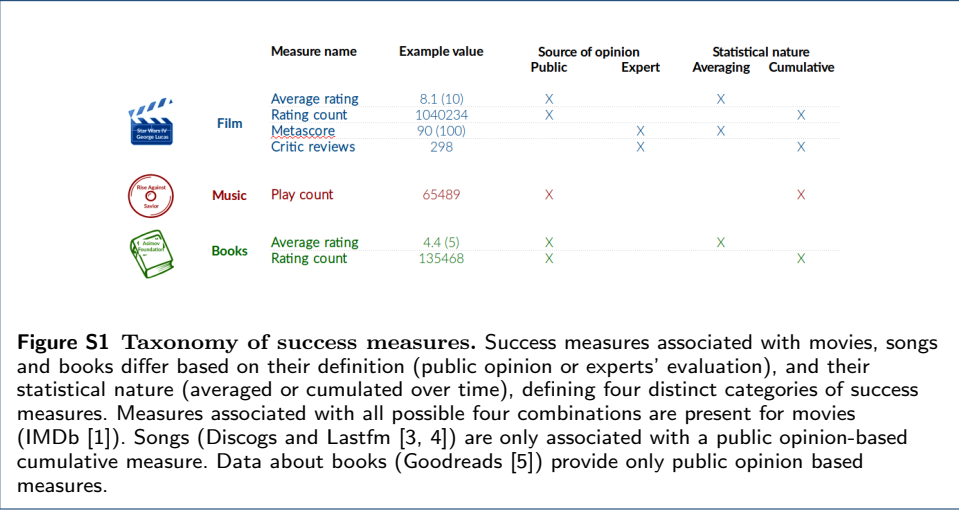 Measure name Example value Source of opinion Statistical nature
Public Expert Averaging Cumulative
Star Wars IV
George Lucas
Film
Average rating 8.1 (10) X X
Rating count 1040234 X X
Metascore 90 (100) X X
Critic reviews 298 X X
Rise Against
Savior
Music Play count 65489 X X
Asimov
Foundation
Books
Average rating 4.4 (5) X X
Rating count 135468 X X
Figure S1 Taxonomy of success measures. Success measures associated with movies, songs
and books differ based on their definition (public opinion or experts' evaluation), and their
statistical nature (averaged or cumulated over time), defining four distinct categories of success
measures. Measures associated with all possible four combinations are present for movies
(IMDb [1]). Songs (Discogs and Lastfm [3, 4]) are only associated with a public opinion-based
cumulative measure. Data about books (Goodreads [5]) provide only public opinion based
measures.